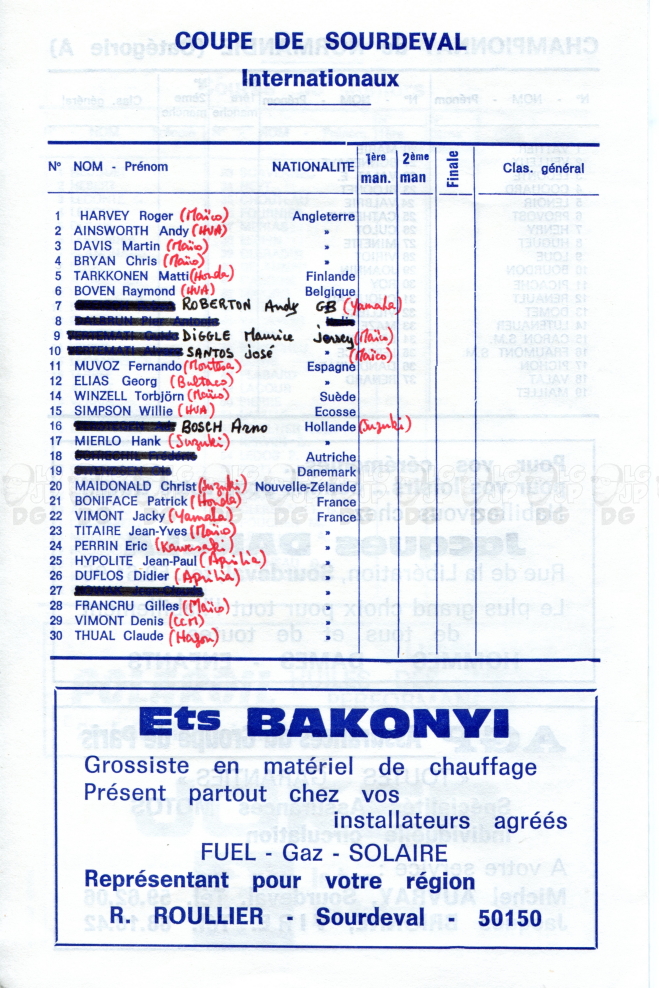 COUPE DE SOURDEVAL
Internationaux
N° NOM - Prénom NATIONALITE 1ère man. 2ème man Finale Clas. général
1 HARVEY Roger (Maïco) Angleterre
2 AINSWORTH Andy (HVA) »
3 DAVIS Martin (Maïco) »
4 BRYAN Chris (Maïco) »
5 TARKKONEN Matti (Honda) Finlande
6 BOVEN Raymond (HVA) Belgique
7 ROBERTON Andy GB (Yamaha)
8
9 DIGGLE Maurice Jersey (Maïco)
10 SANTOS José » (Maïco)
11 MUVOZ Fernando (Montesa) Espagne
12 ELIAS Georg (Bultaco) »
14 WINZELL Torbjörn (Maïco) Suède
15 SIMPSON Willie (HVA) Ecosse
16 BOSCH Arno Hollande (Suzuki)
17 MIERLO Hank (Suzuki) »
18 Autriche
19 Danemark
20 MAIDONALD Christ (Suzuki) Nouvelle-Zélande
21 BONIFACE Patrick (Honda) France
22 VIMONT Jacky (Yamaha) France
23 TITAIRE Jean-Yves (Maïco) »
24 PERRIN Eric (Kawasaki) »
25 HYPOLITE Jean-Paul (Aprilia) »
26 DUFLOS Didier (Aprilia) »
27 »
28 FRANCRU Gilles (Maïco) »
29 VIMONT Denis (CCM) »
30 THUAL Claude (Hagon) »
Ets BAKONYI
Grossiste en matériel de chauffage
Présent partout chez vos
installateurs agréés
FUEL - Gaz - SOLAIRE
Représentant pour votre région
R. ROULLIER - Sourdeval - 50150